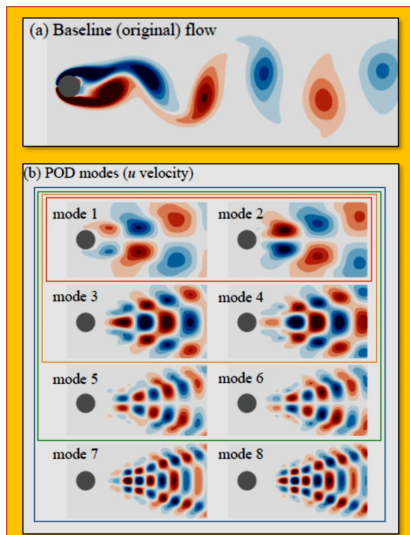 (a) Baseline (original) flow
(b) POD modes (u velocity)
mode 1 mode 2
mode 3 mode 4
mode 5 mode 6
mode 7 mode 8